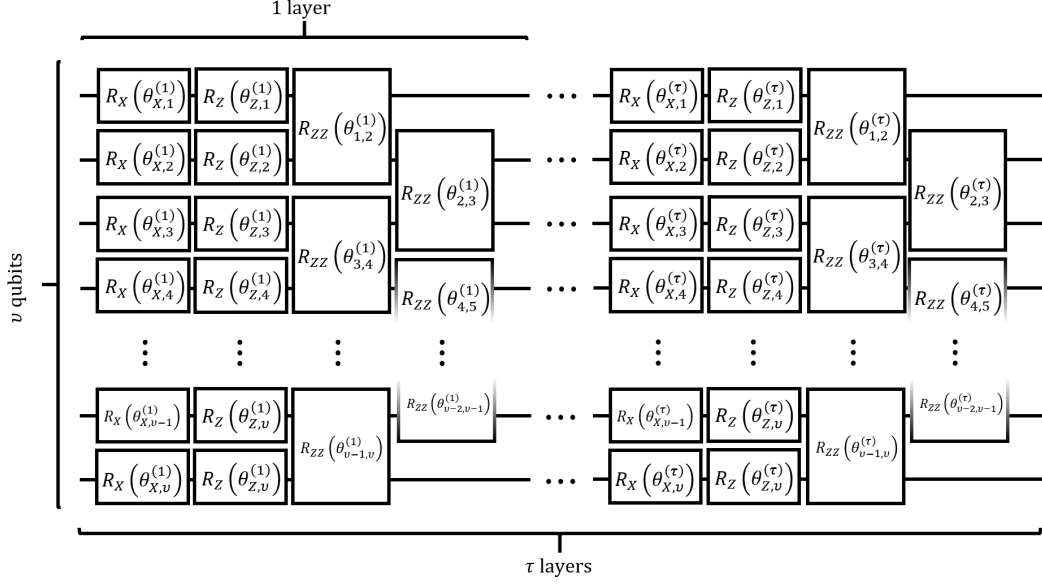 1 layer
R_X(θ_{X,1}^{(1)}) R_Z(θ_{Z,1}^{(1)}) R_{ZZ}(θ_{1,2}^{(1)}) ··· R_X(θ_{X,1}^{(τ)}) R_Z(θ_{Z,1}^{(τ)}) R_{ZZ}(θ_{1,2}^{(τ)})
R_X(θ_{X,2}^{(1)}) R_Z(θ_{Z,2}^{(1)}) R_{ZZ}(θ_{2,3}^{(1)}) ··· R_X(θ_{X,2}^{(τ)}) R_Z(θ_{Z,2}^{(τ)}) R_{ZZ}(θ_{2,3}^{(τ)})
R_X(θ_{X,3}^{(1)}) R_Z(θ_{Z,3}^{(1)}) R_{ZZ}(θ_{3,4}^{(1)}) ··· R_X(θ_{X,3}^{(τ)}) R_Z(θ_{Z,3}^{(τ)}) R_{ZZ}(θ_{3,4}^{(τ)})
R_X(θ_{X,4}^{(1)}) R_Z(θ_{Z,4}^{(1)}) R_{ZZ}(θ_{4,5}^{(1)}) ··· R_X(θ_{X,4}^{(τ)}) R_Z(θ_{Z,4}^{(τ)}) R_{ZZ}(θ_{4,5}^{(τ)})
υ qubits
⋮ ⋮ ⋮ ⋮ ⋮ ⋮ ⋮ ⋮
R_X(θ_{X,υ−1}^{(1)}) R_Z(θ_{Z,υ}^{(1)}) R_{ZZ}(θ_{υ−2,υ−1}^{(1)}) ··· R_X(θ_{X,υ−1}^{(τ)}) R_Z(θ_{Z,υ}^{(τ)}) R_{ZZ}(θ_{υ−2,υ−1}^{(τ)})
R_{ZZ}(θ_{υ−1,υ}^{(1)}) R_{ZZ}(θ_{υ−1,υ}^{(τ)})
R_X(θ_{X,υ}^{(1)}) R_Z(θ_{Z,υ}^{(1)}) ··· R_X(θ_{X,υ}^{(τ)}) R_Z(θ_{Z,υ}^{(τ)})
τ layers